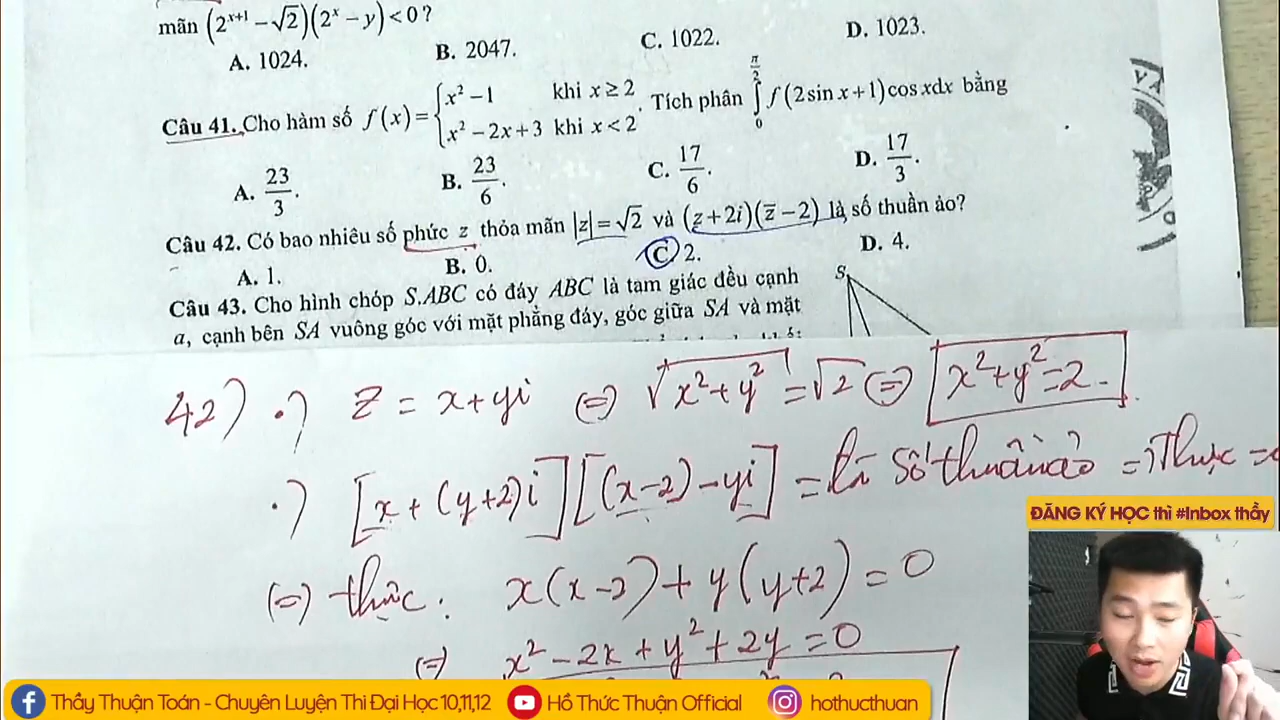 mãn (2^{x+1} − √2)(2^x − y) < 0 ?
A. 1024. B. 2047. C. 1022. D. 1023.
Câu 41. Cho hàm số f(x) = { x² − 1 khi x ≥ 2; x² − 2x + 3 khi x < 2 . Tích phân ∫₀^{π/2} f(2sin x + 1)cos xdx bằng
A. 23/3. B. 23/6. C. 17/6. D. 17/3.
Câu 42. Có bao nhiêu số phức z thỏa mãn |z| = √2 và (z + 2i)(z̄ − 2) là số thuần ảo?
A. 1. B. 0. C 2. D. 4.
Câu 43. Cho hình chóp S.ABC có đáy ABC là tam giác đều cạnh
a, cạnh bên SA vuông góc với mặt phẳng đáy, góc giữa SA và mặt
S
42) •) z = x + yi ⇔ √(x² + y²) = √2 ⇔ x² + y² = 2.
•) [x + (y+2)i][(x−2) − yi] = là số thuần ảo ⇒ thực =
(⇔) thực: x(x−2) + y(y+2) = 0
(⇔) x² − 2x + y² + 2y = 0
ĐĂNG KÝ HỌC thì #Inbox thầy
Thầy Thuận Toán - Chuyên Luyện Thi Đại Học 10,11,12 Hồ Thức Thuận Official hothucthuan